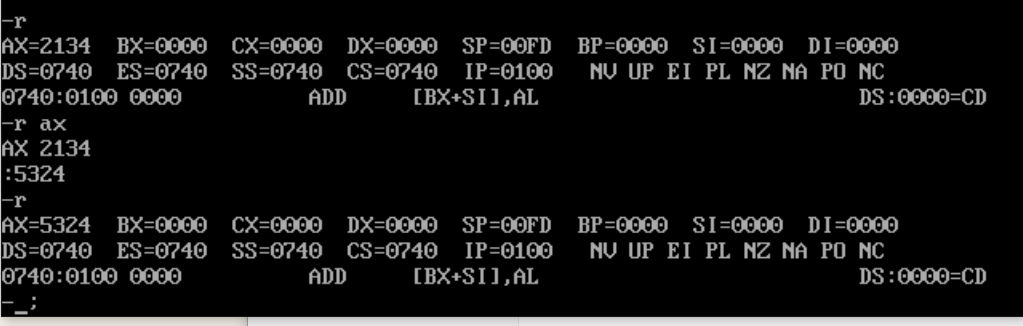 -r
AX=2134  BX=0000  CX=0000  DX=0000  SP=00FD  BP=0000  SI=0000  DI=0000
DS=0740  ES=0740  SS=0740  CS=0740  IP=0100   NV UP EI PL NZ NA PO NC
0740:0100 0000          ADD     [BX+SI],AL                         DS:0000=CD
-r ax
AX 2134
:5324
-r
AX=5324  BX=0000  CX=0000  DX=0000  SP=00FD  BP=0000  SI=0000  DI=0000
DS=0740  ES=0740  SS=0740  CS=0740  IP=0100   NV UP EI PL NZ NA PO NC
0740:0100 0000          ADD     [BX+SI],AL                         DS:0000=CD
-_;